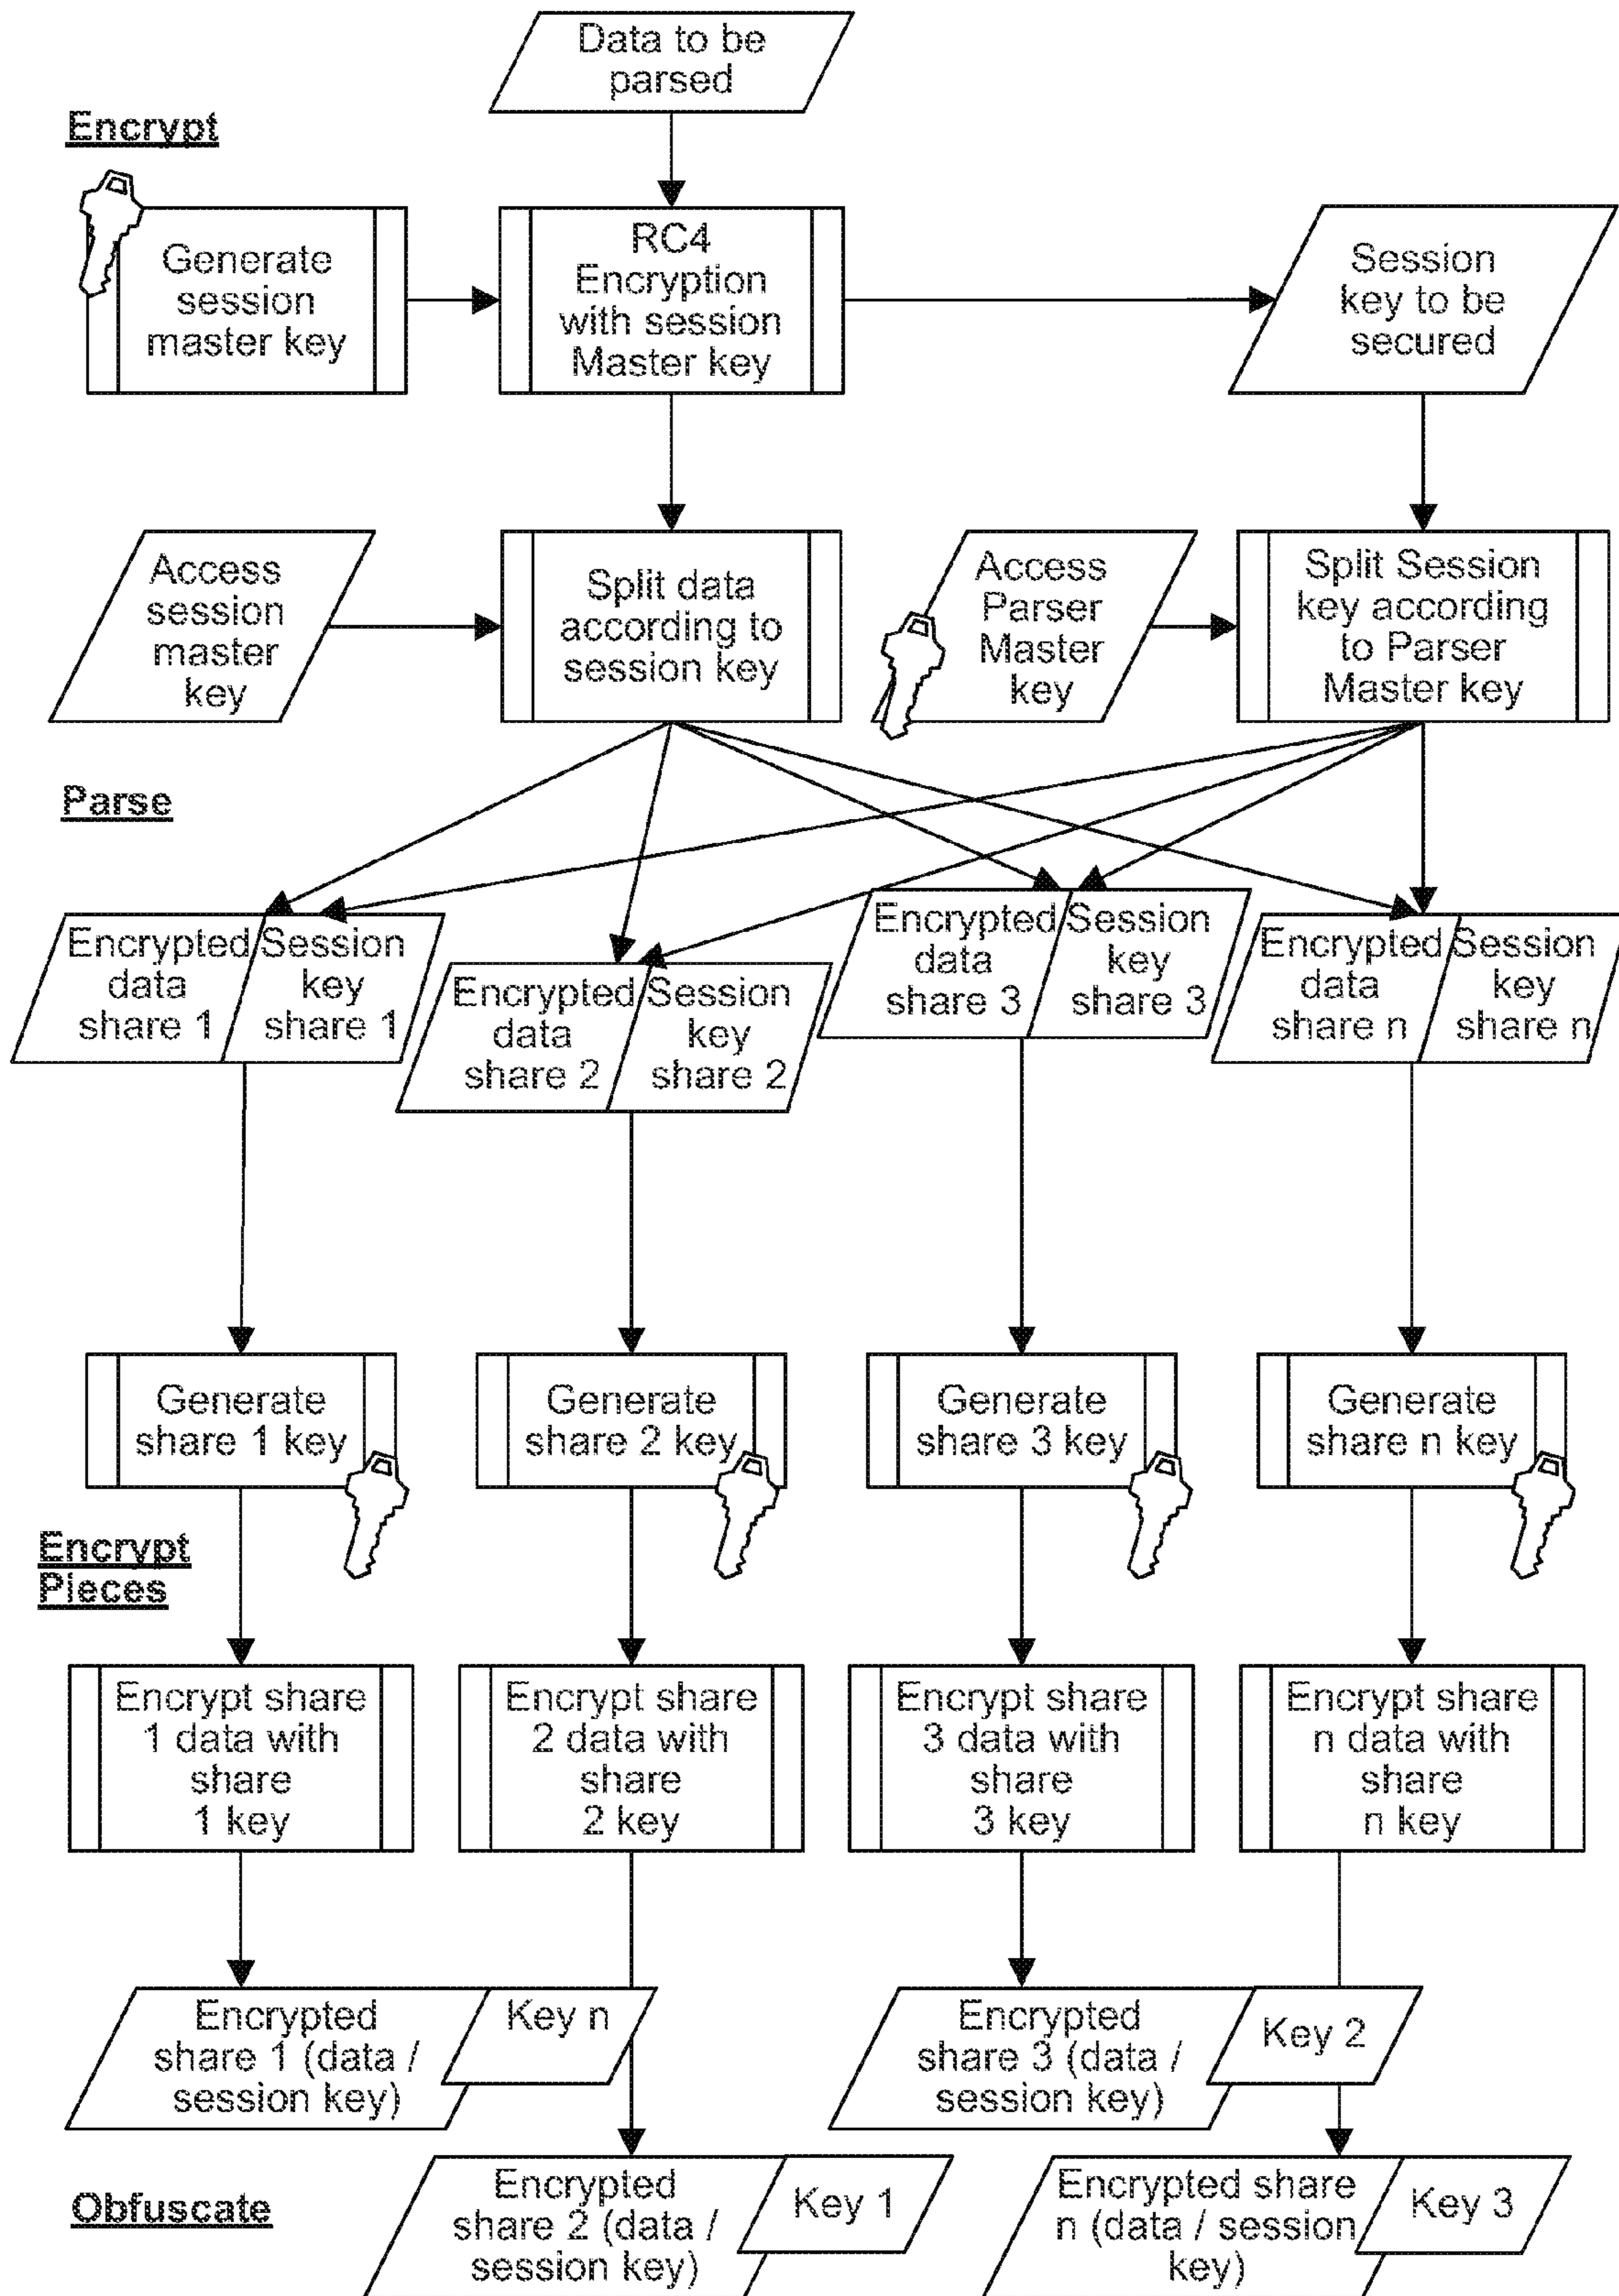 Data to be
parsed
Encrypt
Generate
session
master key
RC4
Encryption
with session
Master key
Session
key to be
secured
Access
session
master
key
Split data
according to
session key
Access
Parser
Master
key
Split Session
key according
to Parser
Master key
Parse
Encrypted
data
share 1
Session
key
share 1
Encrypted
data
share 2
Session
key
share 2
Encrypted
data
share 3
Session
key
share 3
Encrypted
data
share n
Session
key
share n
Generate
share 1 key
Generate
share 2 key
Generate
share 3 key
Generate
share n key
Encrypt
Pieces
Encrypt share
1 data with
share
1 key
Encrypt share
2 data with
share
2 key
Encrypt share
3 data with
share
3 key
Encrypt share
n data with
share
n key
Encrypted
share 1 (data /
session key)
Key n
Encrypted
share 3 (data /
session key)
Key 2
Obfuscate
Encrypted
share 2 (data /
session key)
Key 1
Encrypted share
n (data / session
key)
Key 3